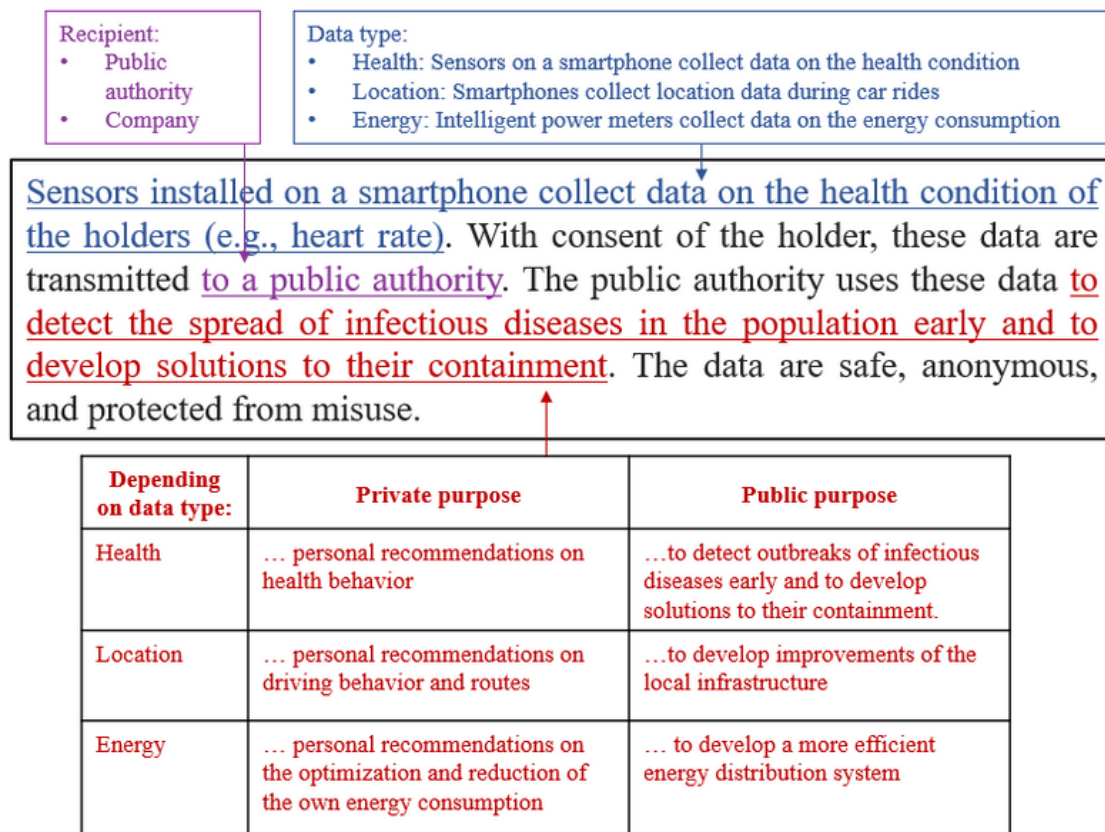 Recipient:
• Public
authority
• Company
Data type:
• Health: Sensors on a smartphone collect data on the health condition
• Location: Smartphones collect location data during car rides
• Energy: Intelligent power meters collect data on the energy consumption
Sensors installed on a smartphone collect data on the health condition of
the holders (e.g., heart rate). With consent of the holder, these data are
transmitted to a public authority. The public authority uses these data to
detect the spread of infectious diseases in the population early and to
develop solutions to their containment. The data are safe, anonymous,
and protected from misuse.
Depending
on data type:
Private purpose
Public purpose
Health
… personal recommendations on
health behavior
…to detect outbreaks of infectious
diseases early and to develop
solutions to their containment.
Location
… personal recommendations on
driving behavior and routes
…to develop improvements of the
local infrastructure
Energy
… personal recommendations on
the optimization and reduction of
the own energy consumption
… to develop a more efficient
energy distribution system